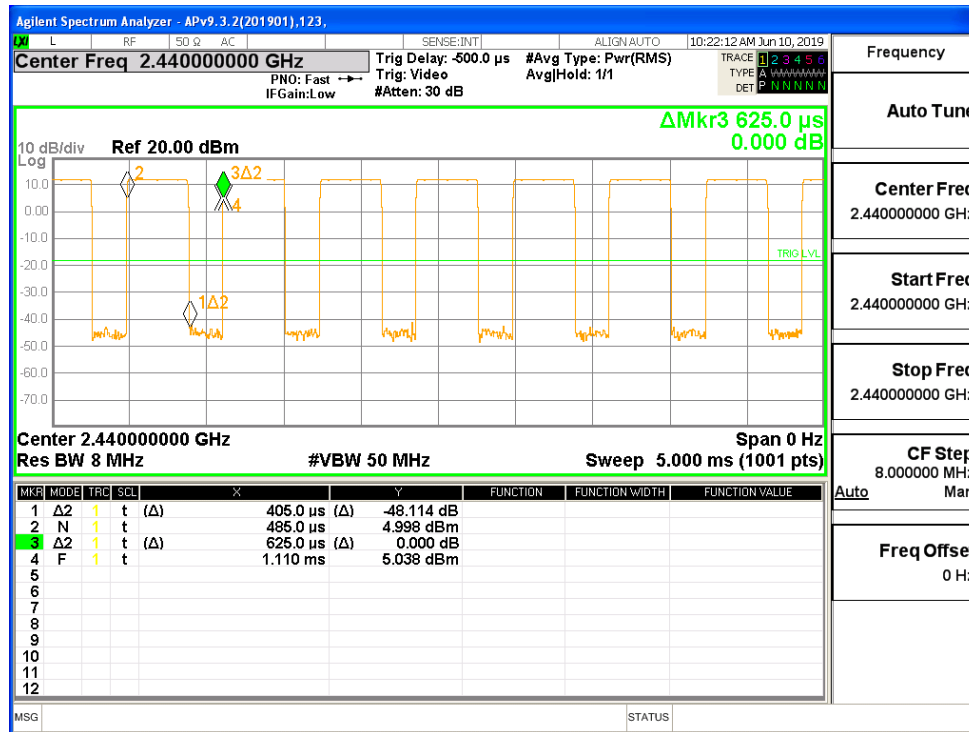 Agilent Spectrum Analyzer - APv9.3.2(201901),123,
LXI L RF 50 Ω AC SENSE:INT ALIGN AUTO 10:22:12 AM Jun 10, 2019
Center Freq 2.440000000 GHz
PNO: Fast
IFGain:Low
Trig Delay: -500.0 µs
Trig: Video
#Atten: 30 dB
#Avg Type: Pwr(RMS)
Avg|Hold: 1/1
TRACE 1 2 3 4 5 6
TYPE A WWWWWW
DET P N N N N N
ΔMkr3 625.0 µs
0.000 dB
10 dB/div Ref 20.00 dBm
Log
10.0
0.00
-10.0
-20.0
-30.0
-40.0
-50.0
-60.0
-70.0
2
3Δ2
4
1Δ2
TRIG LVL
Center 2.440000000 GHz Span 0 Hz
Res BW 8 MHz #VBW 50 MHz Sweep 5.000 ms (1001 pts)
MKR MODE TRC SCL X Y FUNCTION FUNCTION WIDTH FUNCTION VALUE
1 Δ2 1 t (Δ) 405.0 µs (Δ) -48.114 dB
2 N 1 t 485.0 µs 4.998 dBm
3 Δ2 1 t (Δ) 625.0 µs (Δ) 0.000 dB
4 F 1 t 1.110 ms 5.038 dBm
5
6
7
8
9
10
11
12
MSG STATUS
Frequency
Auto Tune
Center Freq
2.440000000 GHz
Start Freq
2.440000000 GHz
Stop Freq
2.440000000 GHz
CF Step
8.000000 MHz
Auto Man
Freq Offse
0 Hz